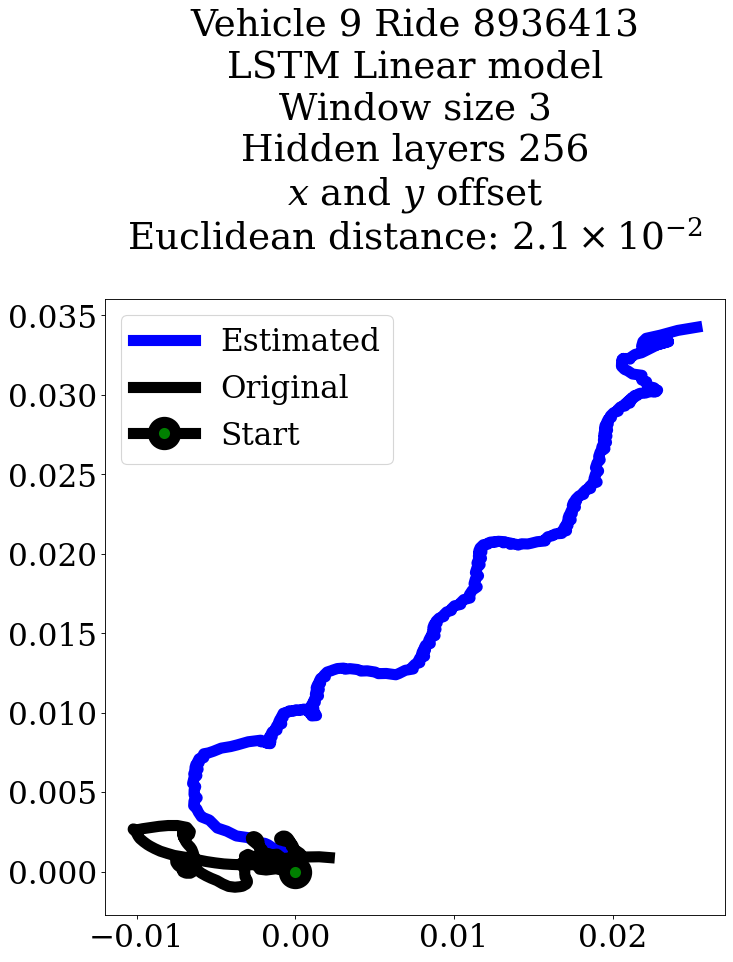 Vehicle 9 Ride 8936413
LSTM Linear model
Window size 3
Hidden layers 256
x and y offset
Euclidean distance: 2.1 × 10⁻²
Estimated
Original
Start
0.035
0.030
0.025
0.020
0.015
0.010
0.005
0.000
−0.01 0.00 0.01 0.02